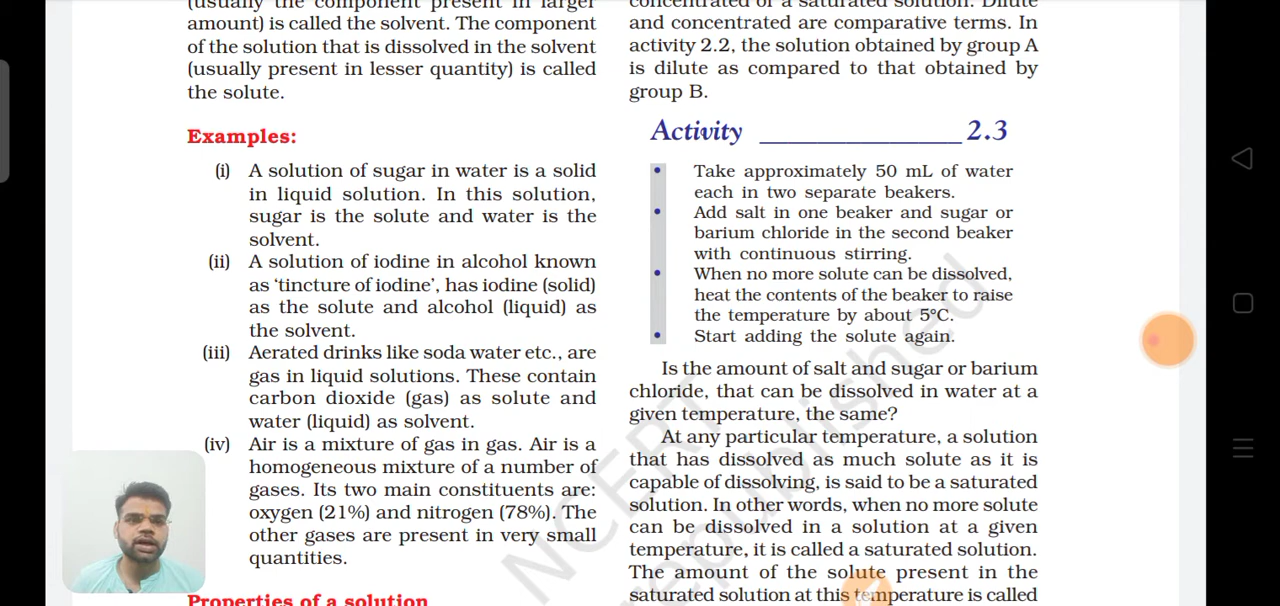 (usually the component present in larger
amount) is called the solvent. The component
of the solution that is dissolved in the solvent
(usually present in lesser quantity) is called
the solute.
Examples:
(i) A solution of sugar in water is a solid
in liquid solution. In this solution,
sugar is the solute and water is the
solvent.
(ii) A solution of iodine in alcohol known
as ‘tincture of iodine’, has iodine (solid)
as the solute and alcohol (liquid) as
the solvent.
(iii) Aerated drinks like soda water etc., are
gas in liquid solutions. These contain
carbon dioxide (gas) as solute and
water (liquid) as solvent.
(iv) Air is a mixture of gas in gas. Air is a
homogeneous mixture of a number of
gases. Its two main constituents are:
oxygen (21%) and nitrogen (78%). The
other gases are present in very small
quantities.
Properties of a solution
concentrated or a saturated solution. Dilute
and concentrated are comparative terms. In
activity 2.2, the solution obtained by group A
is dilute as compared to that obtained by
group B.
Activity ________________ 2.3
• Take approximately 50 mL of water
each in two separate beakers.
• Add salt in one beaker and sugar or
barium chloride in the second beaker
with continuous stirring.
• When no more solute can be dissolved,
heat the contents of the beaker to raise
the temperature by about 5°C.
• Start adding the solute again.
Is the amount of salt and sugar or barium
chloride, that can be dissolved in water at a
given temperature, the same?
At any particular temperature, a solution
that has dissolved as much solute as it is
capable of dissolving, is said to be a saturated
solution. In other words, when no more solute
can be dissolved in a solution at a given
temperature, it is called a saturated solution.
The amount of the solute present in the
saturated solution at this temperature is called
NCERT
republished